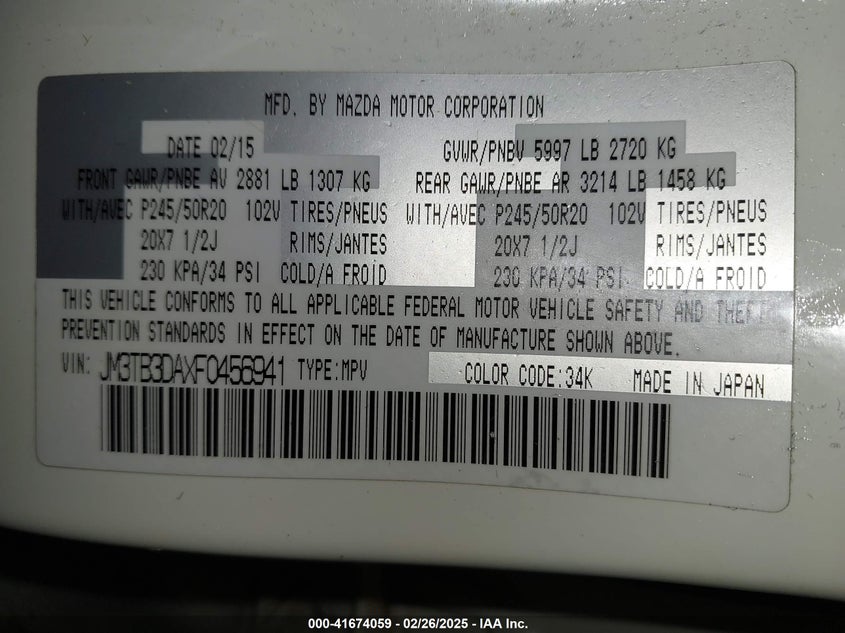 MFD. BY MAZDA MOTOR CORPORATION
DATE 02/15 GVWR/PNBV 5997 LB 2720 KG
FRONT GAWR/PNBE AV 2881 LB 1307 KG REAR GAWR/PNBE AR 3214 LB 1458 KG
WITH/AVEC P245/50R20 102V TIRES/PNEUS WITH/AVEC P245/50R20 102V TIRES/PNEUS
20X7 1/2J RIMS/JANTES 20X7 1/2J RIMS/JANTES
230 KPA/34 PSI COLD/A FROID 230 KPA/34 PSI COLD/A FROID
THIS VEHICLE CONFORMS TO ALL APPLICABLE FEDERAL MOTOR VEHICLE SAFETY AND THEFT
PREVENTION STANDARDS IN EFFECT ON THE DATE OF MANUFACTURE SHOWN ABOVE.
VIN: JM3TB3DAXF0456941 TYPE:MPV COLOR CODE:34K MADE IN JAPAN
000-41674059 - 02/26/2025 - IAA Inc.